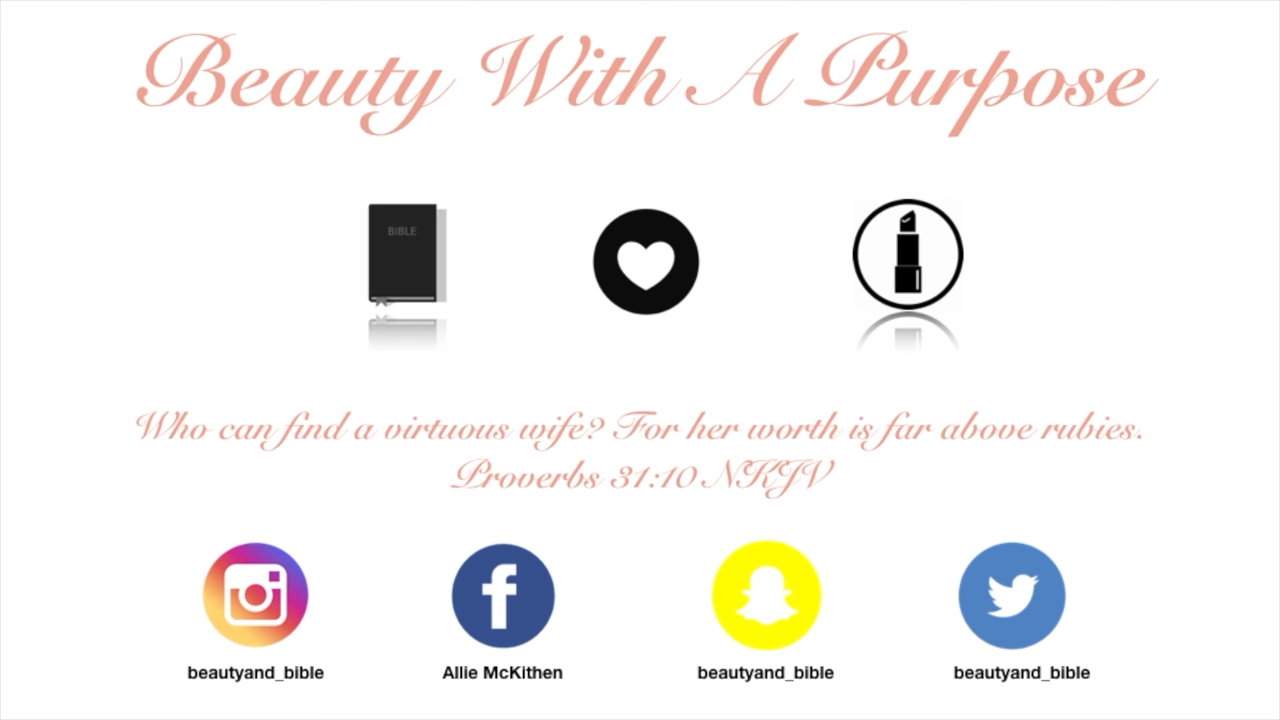 Beauty With A Purpose
BIBLE
Who can find a virtuous wife? For her worth is far above rubies.
Proverbs 31:10 NKJV
beautyand_bible
Allie McKithen
beautyand_bible
beautyand_bible